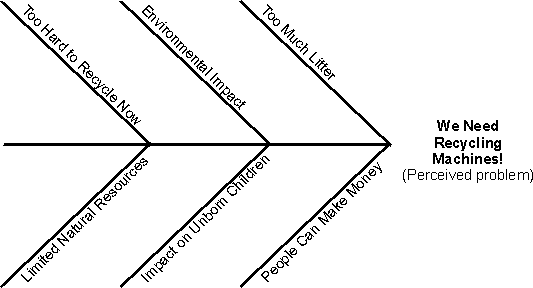 Too Hard to Recycle Now
Environmental Impact
Too Much Litter
We Need
Recycling
Machines!
(Perceived problem)
Limited Natural Resources
Impact on Unborn Children
People Can Make Money